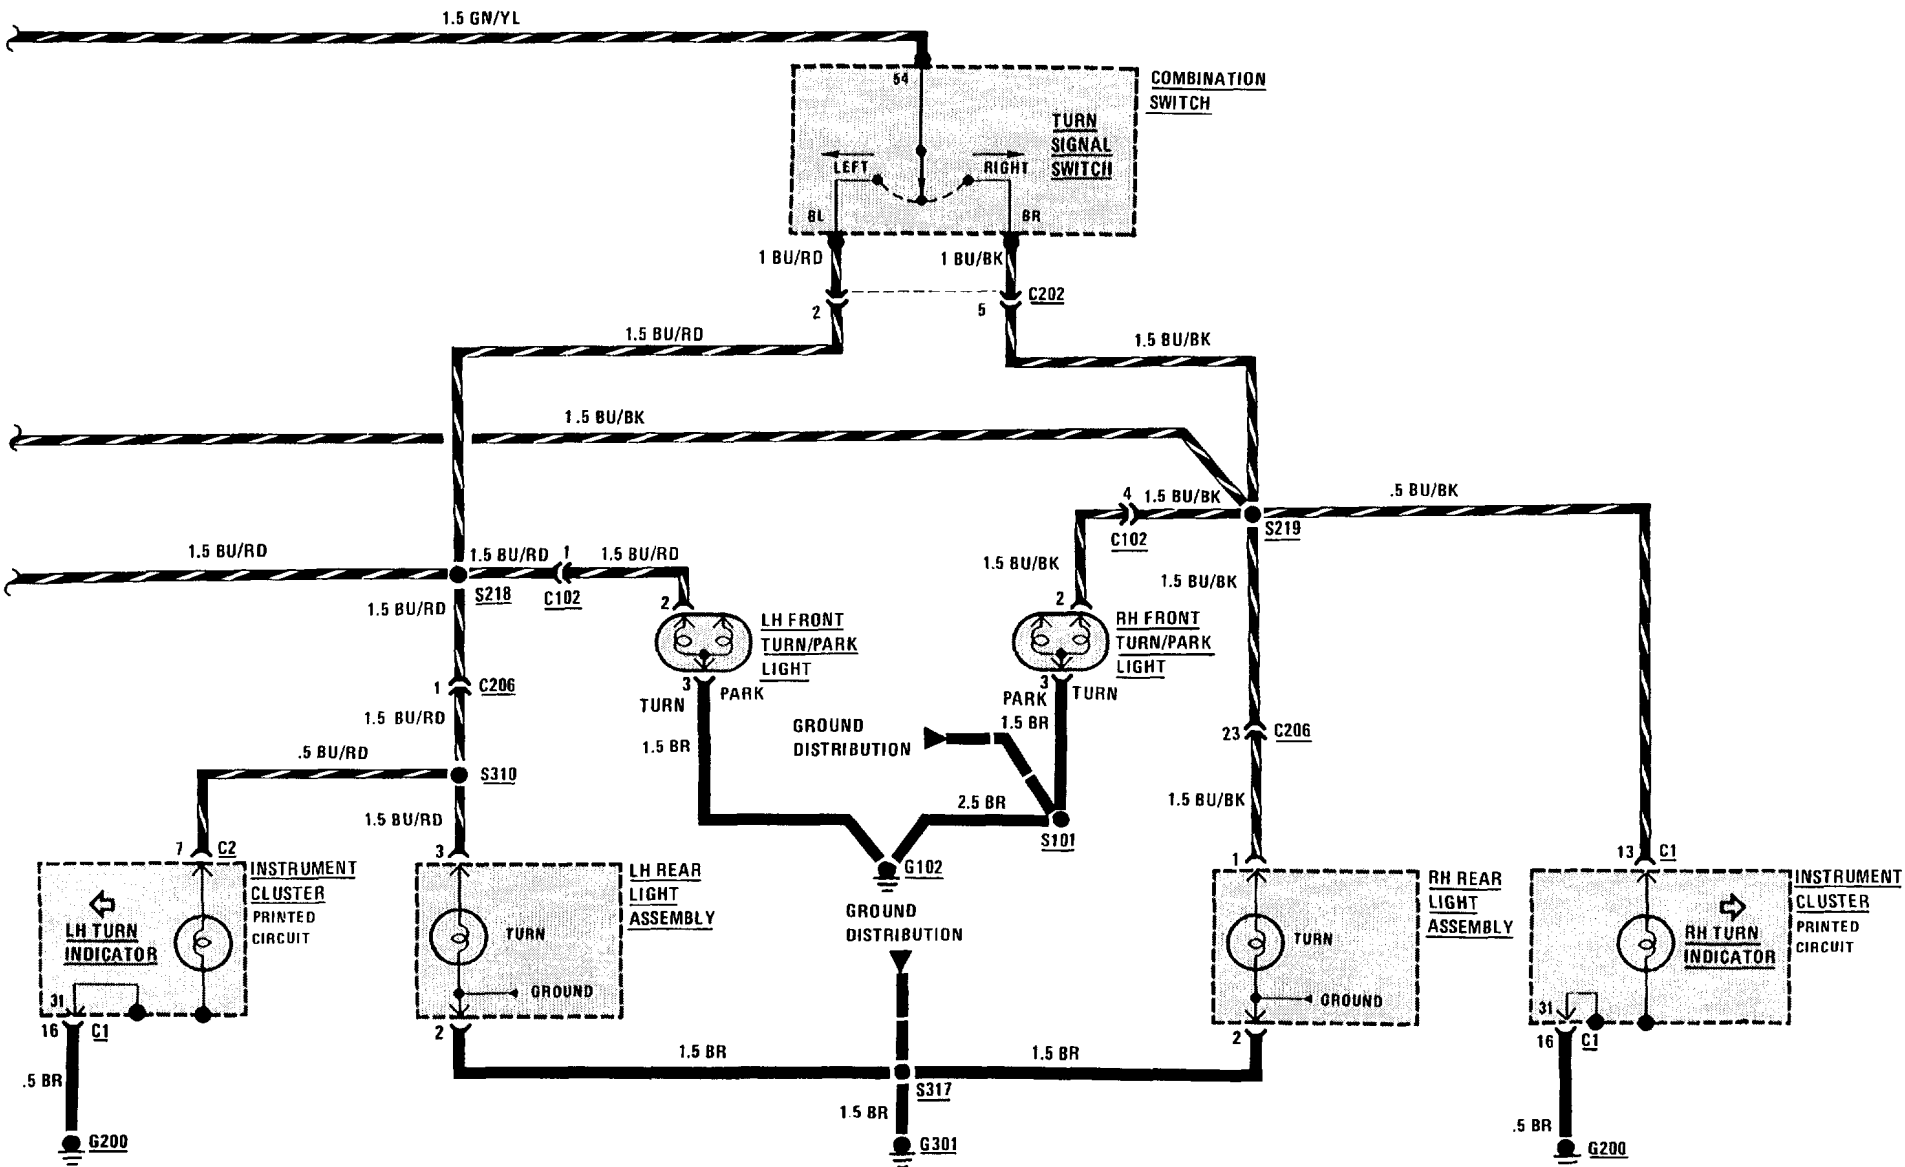 1.5 GN/YL
54
COMBINATION
SWITCH
TURN
SIGNAL
SWITCH
LEFT
RIGHT
BL
BR
1 BU/RD
1 BU/BK
C202
2
5
1.5 BU/RD
1.5 BU/BK
1.5 BU/BK
4
1.5 BU/BK
.5 BU/BK
C102
S219
1.5 BU/RD
1.5 BU/RD
1
1.5 BU/RD
S218
C102
1.5 BU/BK
1.5 BU/BK
1.5 BU/RD
2
LH FRONT
TURN/PARK
LIGHT
2
RH FRONT
TURN/PARK
LIGHT
1
C206
3
TURN
PARK
3
PARK
TURN
1.5 BU/RD
1.5 BR
1.5 BR
GROUND
DISTRIBUTION
23
C206
.5 BU/RD
S310
1.5 BU/RD
2.5 BR
S101
1.5 BU/BK
7
C2
3
G102
1
13
C1
INSTRUMENT
CLUSTER
PRINTED
CIRCUIT
LH TURN
INDICATOR
LH REAR
LIGHT
ASSEMBLY
TURN
GROUND
GROUND
DISTRIBUTION
RH REAR
LIGHT
ASSEMBLY
TURN
GROUND
INSTRUMENT
CLUSTER
PRINTED
CIRCUIT
RH TURN
INDICATOR
31
16
C1
2
2
31
16
C1
1.5 BR
1.5 BR
.5 BR
S317
1.5 BR
.5 BR
G200
G301
G200